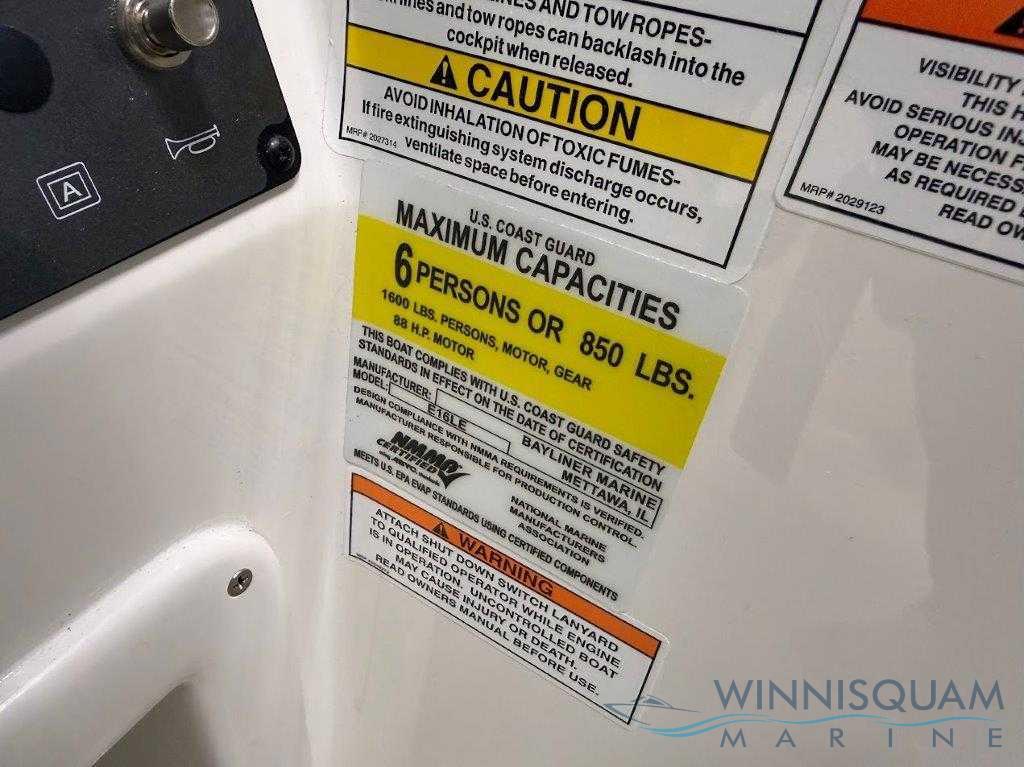 LINES AND TOW ROPES-
lines and tow ropes can backlash into the
cockpit when released.
CAUTION
AVOID INHALATION OF TOXIC FUMES-
If fire extinguishing system discharge occurs,
ventilate space before entering.
MRP# 2027314
VISIBILITY
THIS H
AVOID SERIOUS INJ
OPERATION F
MAY BE NECESS
AS REQUIRED
READ OW
MRP# 2029123
A
U.S. COAST GUARD
MAXIMUM CAPACITIES
6 PERSONS OR 850 LBS.
1600 LBS. PERSONS, MOTOR, GEAR
88 H.P. MOTOR
THIS BOAT COMPLIES WITH U.S. COAST GUARD SAFETY
STANDARDS IN EFFECT ON THE DATE OF CERTIFICATION
MANUFACTURER: BAYLINER MARINE
MODEL: E16LE METTAWA, IL
DESIGN COMPLIANCE WITH NMMA REQUIREMENTS IS VERIFIED.
MANUFACTURER RESPONSIBLE FOR PRODUCTION CONTROL.
NMMA
CERTIFIED
using ABYC standards
NATIONAL MARINE
MANUFACTURERS
ASSOCIATION
MEETS U.S. EPA EVAP STANDARDS USING CERTIFIED COMPONENTS
WARNING
ATTACH SHUT DOWN SWITCH LANYARD
TO QUALIFIED OPERATOR WHILE ENGINE
IS IN OPERATION. UNCONTROLLED BOAT
MAY CAUSE INJURY OR DEATH.
READ OWNERS MANUAL BEFORE USE.
WINNISQUAM
MARINE